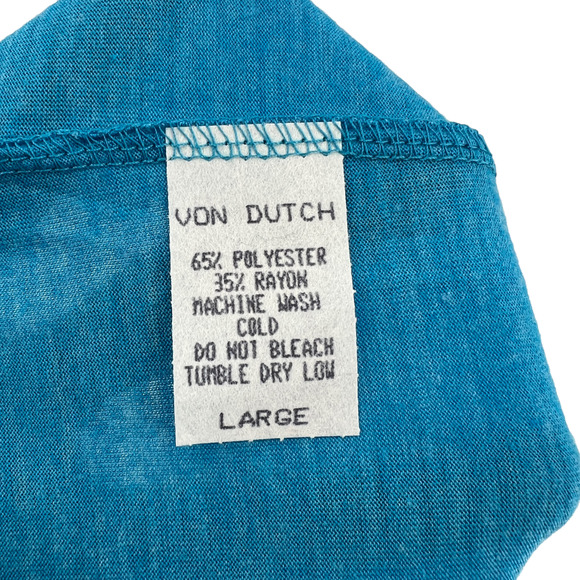 VON DUTCH
65% POLYESTER
35% RAYON
MACHINE WASH
COLD
DO NOT BLEACH
TUMBLE DRY LOW
LARGE